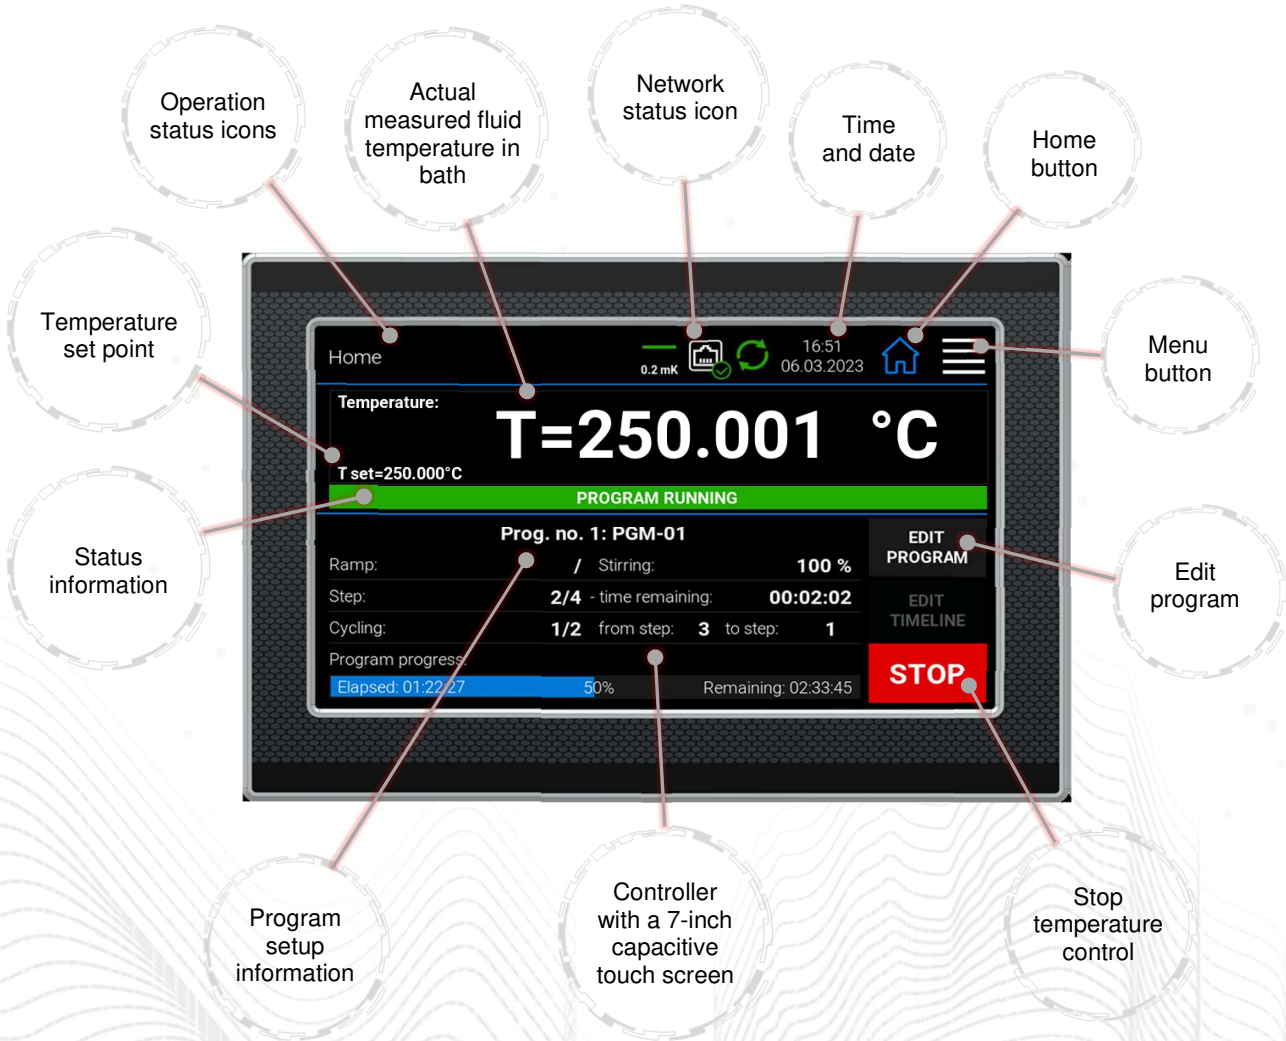 Operation
status icons
Actual
measured fluid
temperature in
bath
Network
status icon
Time
and date
Home
button
Temperature
set point
Menu
button
Status
information
Edit
program
Home
0.2 mK
16:51
06.03.2023
Temperature:
T=250.001 °C
T set=250.000°C
PROGRAM RUNNING
Prog. no. 1: PGM-01
Ramp: / Stirring: 100 %
Step: 2/4 - time remaining: 00:02:02
Cycling: 1/2 from step: 3 to step: 1
Program progress:
Elapsed: 01:22:27 50% Remaining: 02:33:45
EDIT
PROGRAM
EDIT
TIMELINE
STOP
Program
setup
information
Controller
with a 7-inch
capacitive
touch screen
Stop
temperature
control